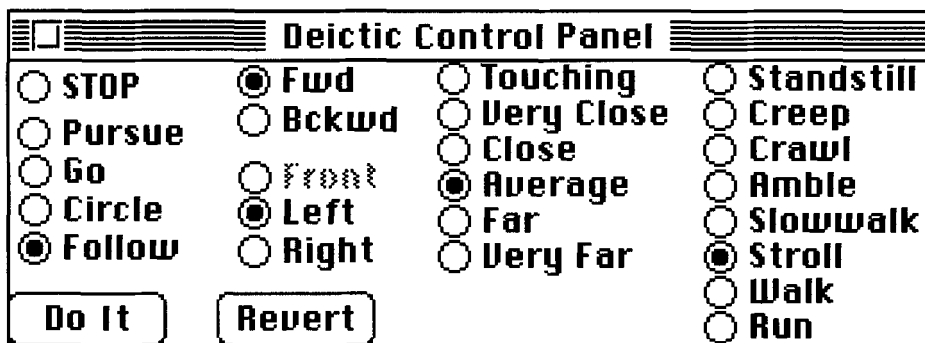 Deictic Control Panel
STOP
Pursue
Go
Circle
Follow
Fwd
Bckwd
Front
Left
Right
Touching
Very Close
Close
Average
Far
Very Far
Standstill
Creep
Crawl
Amble
Slowwalk
Stroll
Walk
Run
Do It
Revert